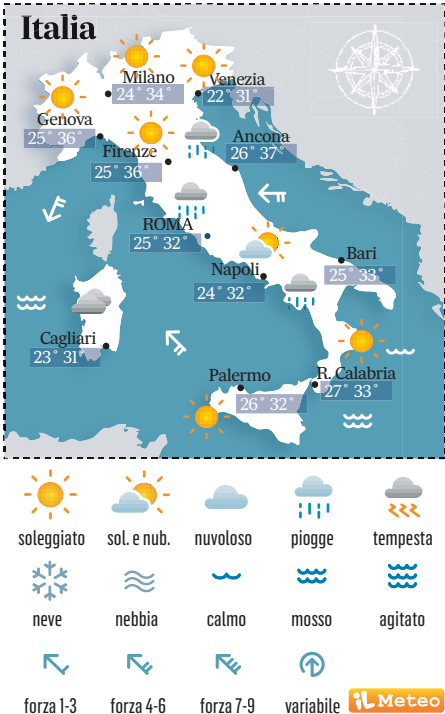 Italia
Milano
24° 34°
Venezia
22° 31°
Genova
25° 36°
Ancona
26° 37°
Firenze
25° 36°
ROMA
25° 32°
Bari
25° 33°
Napoli
24° 32°
Cagliari
23° 31°
Palermo
26° 32°
R. Calabria
27° 33°
soleggiato sol. e nub. nuvoloso piogge tempesta
neve nebbia calmo mosso agitato
forza 1-3 forza 4-6 forza 7-9 variabile iL Meteo